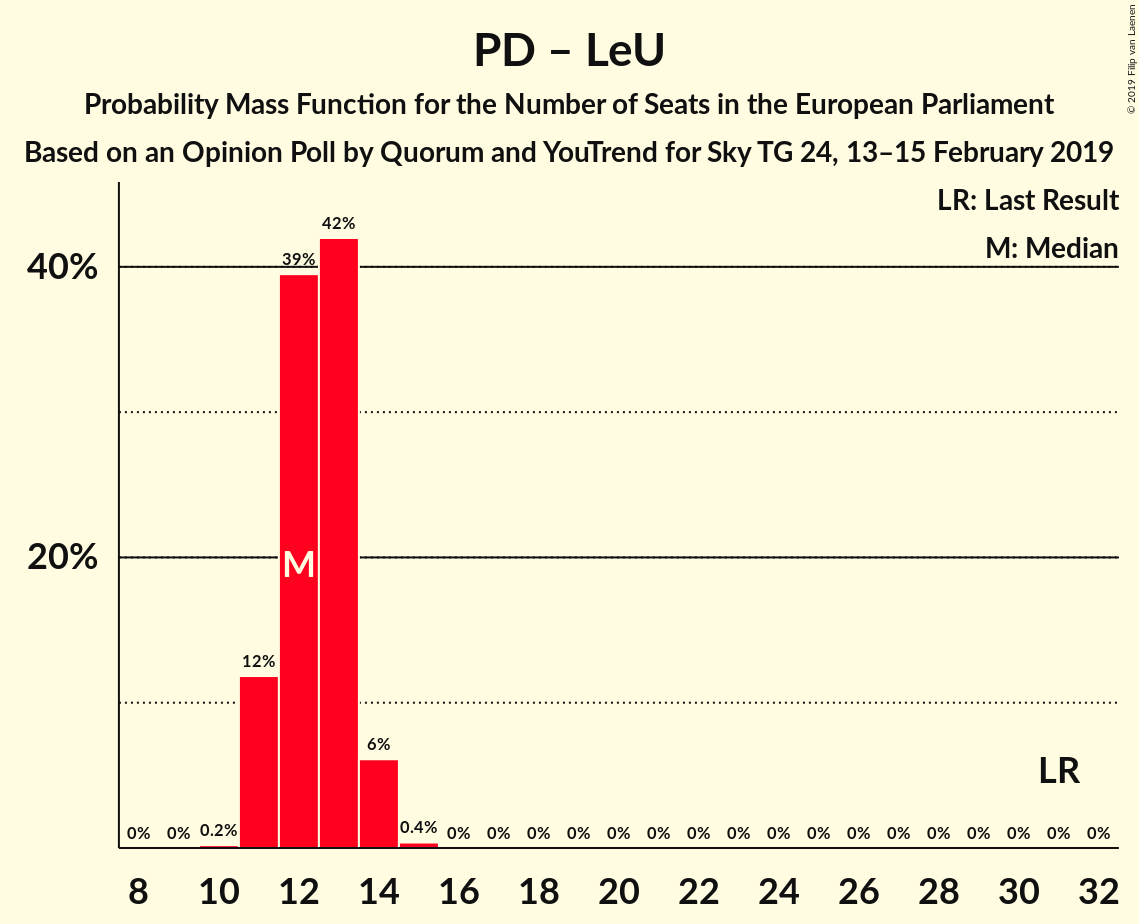 PD – LeU
Probability Mass Function for the Number of Seats in the European Parliament
Based on an Opinion Poll by Quorum and YouTrend for Sky TG 24, 13–15 February 2019
© 2019 Filip van Laenen
LR: Last Result
M: Median
40%
20%
42%
39%
M
12%
6%
LR
0% 0% 0.2% 0.4% 0% 0% 0% 0% 0% 0% 0% 0% 0% 0% 0% 0% 0% 0% 0% 0% 0%
8 10 12 14 16 18 20 22 24 26 28 30 32